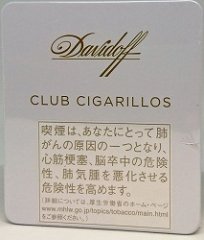 Davidoff
CLUB CIGARILLOS
喫煙は、あなたにとって肺
がんの原因の一つとなり、
心筋梗塞、脳卒中の危険
性、肺気腫を悪化させる
危険性を高めます。
(詳細については、厚生労働省のホーム・ページ
www.mhlw.go.jp/topics/tobacco/main.html
をご参照ください。)